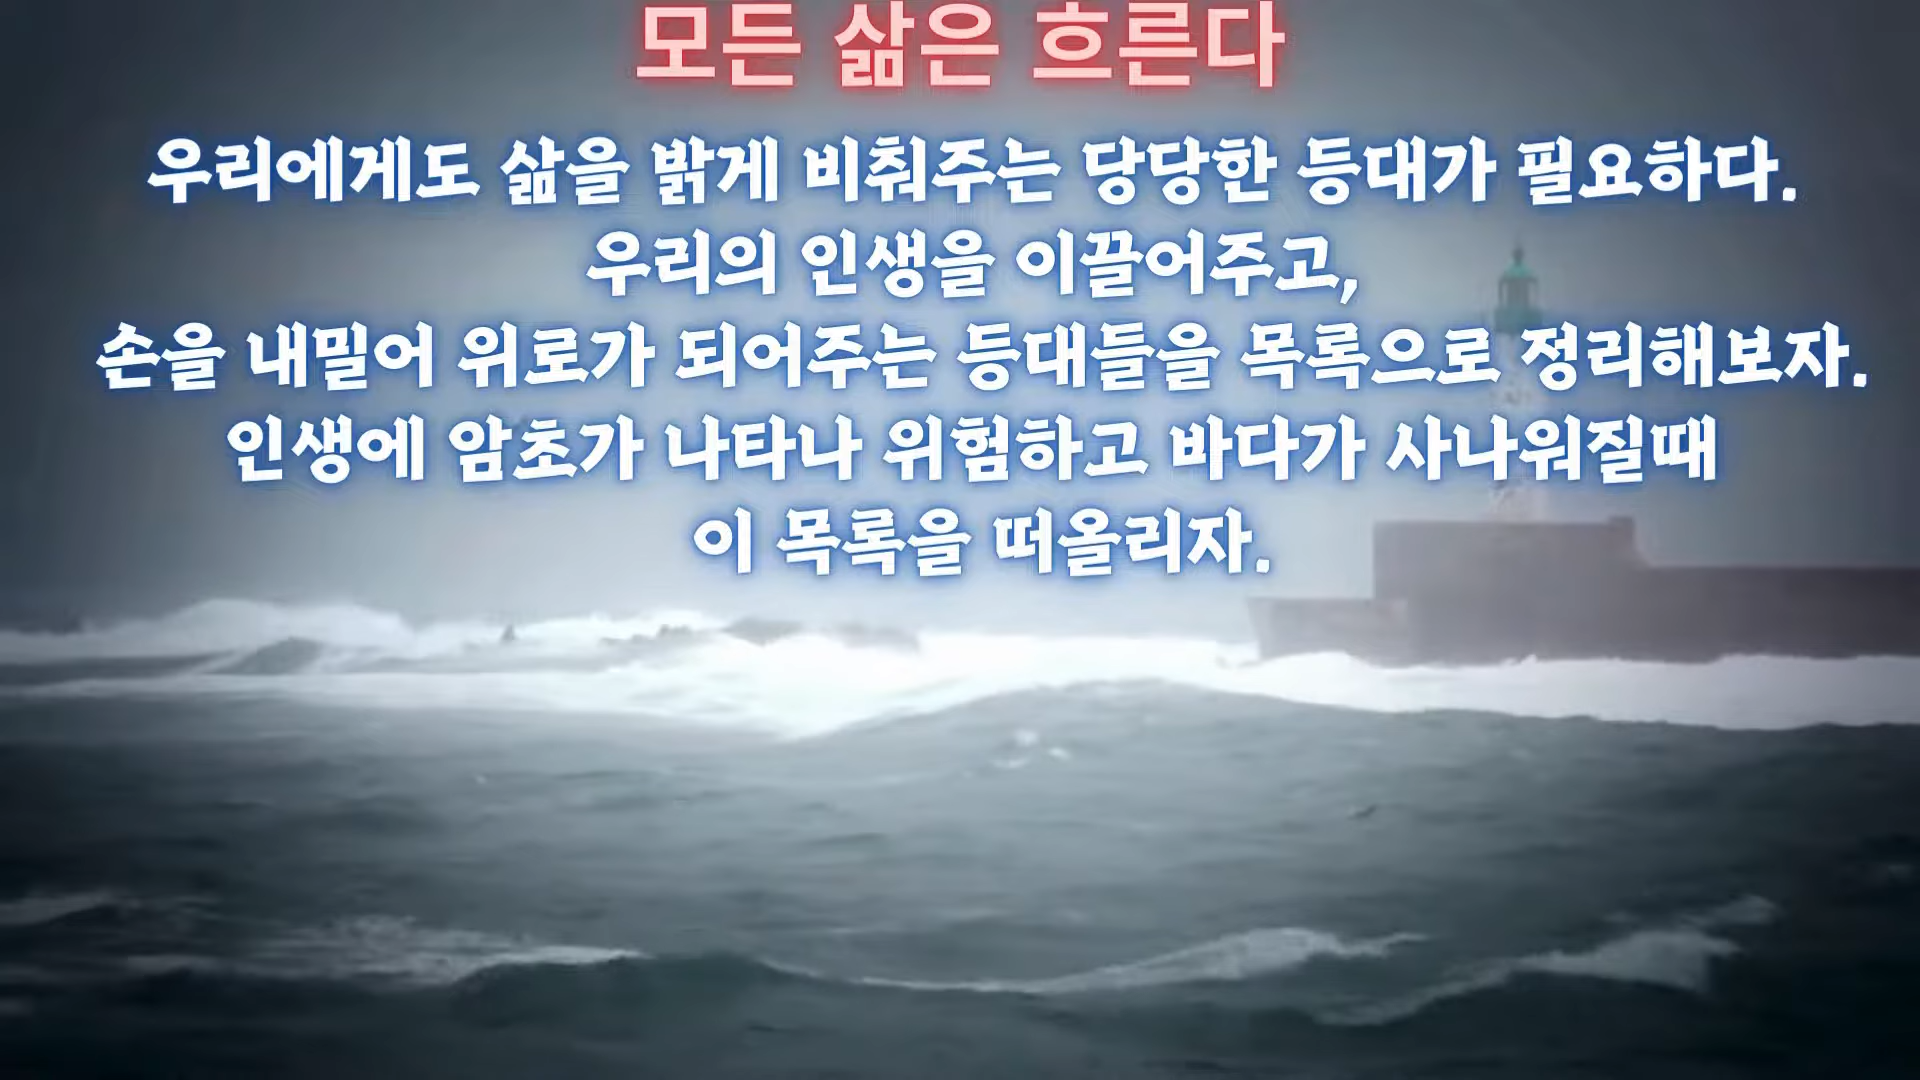 모든 삶은 흐른다
우리에게도 삶을 밝게 비춰주는 당당한 등대가 필요하다.
우리의 인생을 이끌어주고,
손을 내밀어 위로가 되어주는 등대들을 목록으로 정리해보자.
인생에 암초가 나타나 위험하고 바다가 사나워질때
이 목록을 떠올리자.